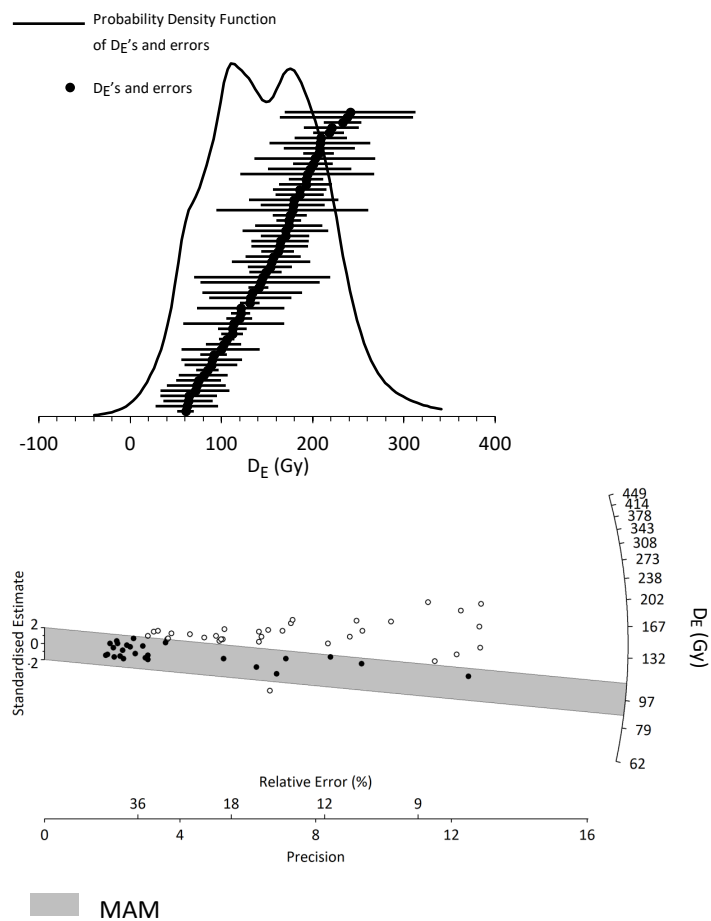 Probability Density Function
of DE's and errors
DE's and errors
-100 0 100 200 300 400
DE (Gy)
449
414
378
343
308
273
238
202
167
132
97
79
62
DE (Gy)
Standardised Estimate
2
0
-2
Relative Error (%)
36 18 12 9
0 4 8 12 16
Precision
MAM